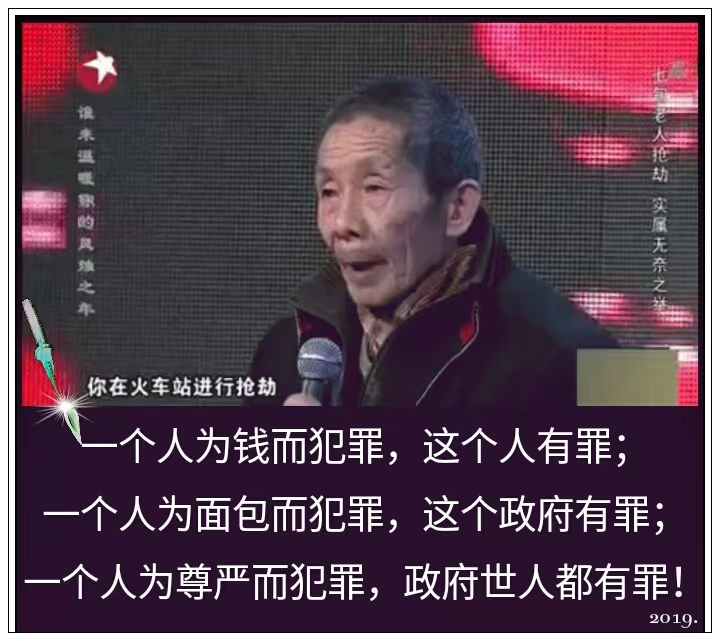 谁来温暖你的风烛之年
七旬老人抢劫 实属无奈之举
你在火车站进行抢劫
一个人为钱而犯罪，这个人有罪；
一个人为面包而犯罪，这个政府有罪；
一个人为尊严而犯罪，政府世人都有罪！
2019.